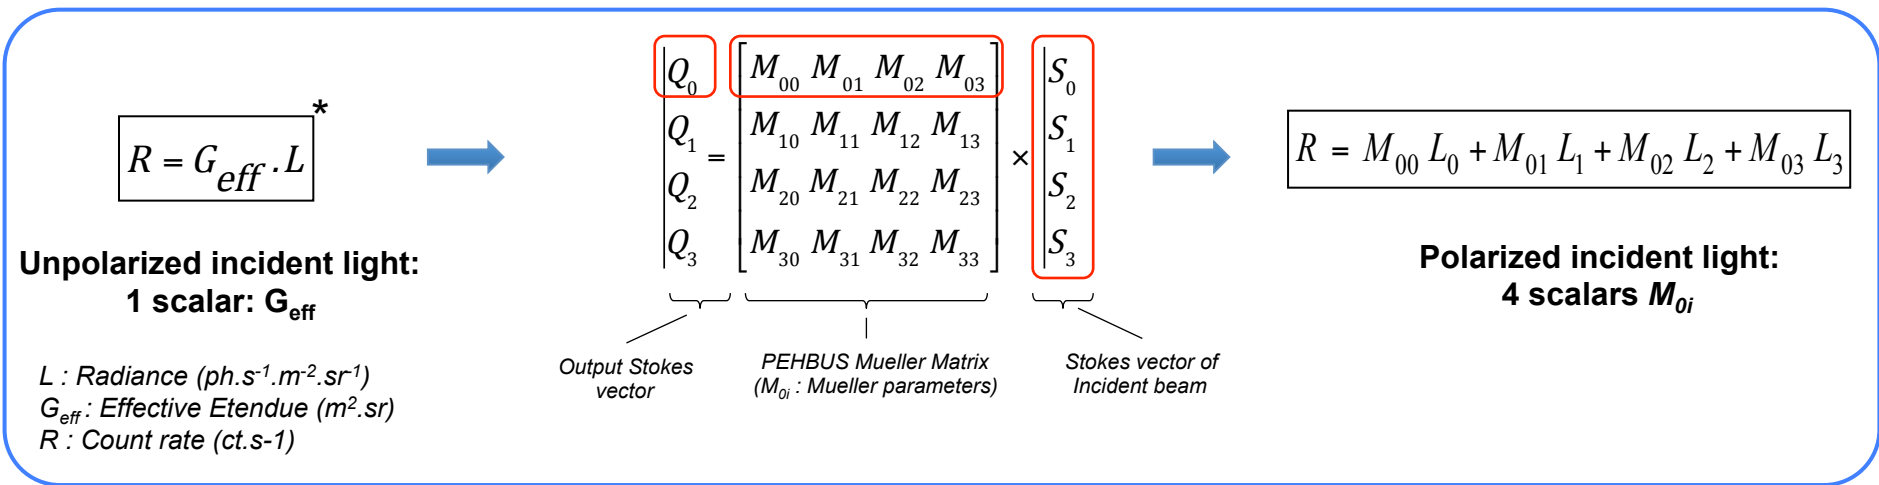 R = G_eff . L *
Unpolarized incident light:
1 scalar: G_eff
L : Radiance (ph.s⁻¹.m⁻².sr⁻¹)
G_eff : Effective Etendue (m².sr)
R : Count rate (ct.s-1)
Q₀ M₀₀ M₀₁ M₀₂ M₀₃ S₀
Q₁ M₁₀ M₁₁ M₁₂ M₁₃ S₁
= ×
Q₂ M₂₀ M₂₁ M₂₂ M₂₃ S₂
Q₃ M₃₀ M₃₁ M₃₂ M₃₃ S₃
Output Stokes
vector
PEHBUS Mueller Matrix
(M₀ᵢ : Mueller parameters)
Stokes vector of
Incident beam
R = M₀₀ L₀ + M₀₁ L₁ + M₀₂ L₂ + M₀₃ L₃
Polarized incident light:
4 scalars M₀ᵢ